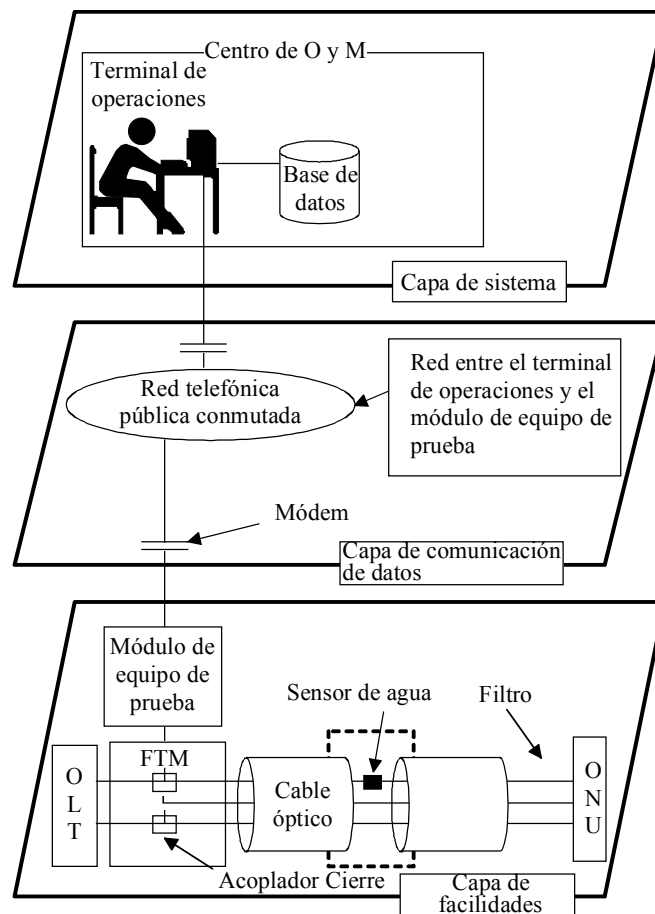 Centro de O y M
Terminal de
operaciones
Base de
datos
Capa de sistema
Red telefónica
pública conmutada
Red entre el terminal
de operaciones y el
módulo de equipo de
prueba
Módem
Capa de comunicación
de datos
Módulo de
equipo de
prueba
Sensor de agua
Filtro
FTM
O
L
T
Cable
óptico
O
N
U
Acoplador Cierre
Capa de
facilidades